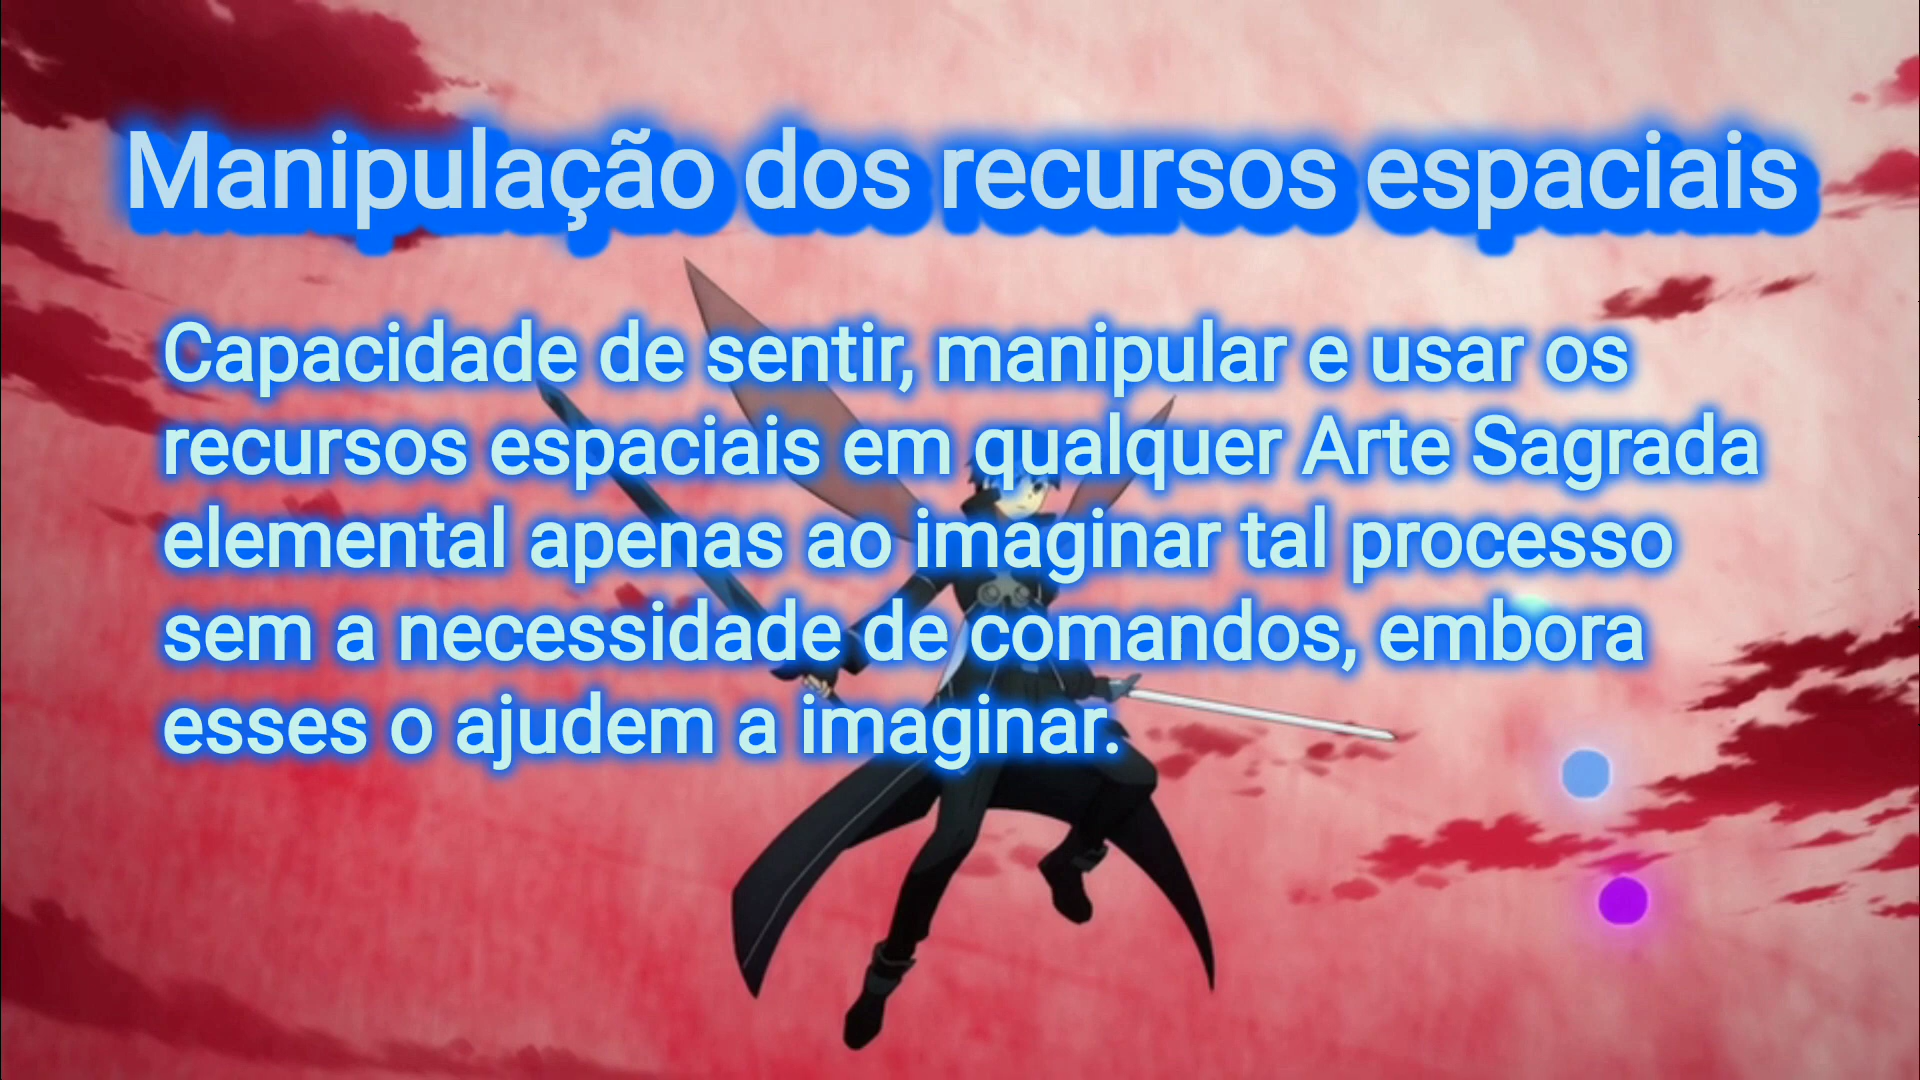 Manipulação dos recursos espaciais
Capacidade de sentir, manipular e usar os
recursos espaciais em qualquer Arte Sagrada
elemental apenas ao imaginar tal processo
sem a necessidade de comandos, embora
esses o ajudem a imaginar.